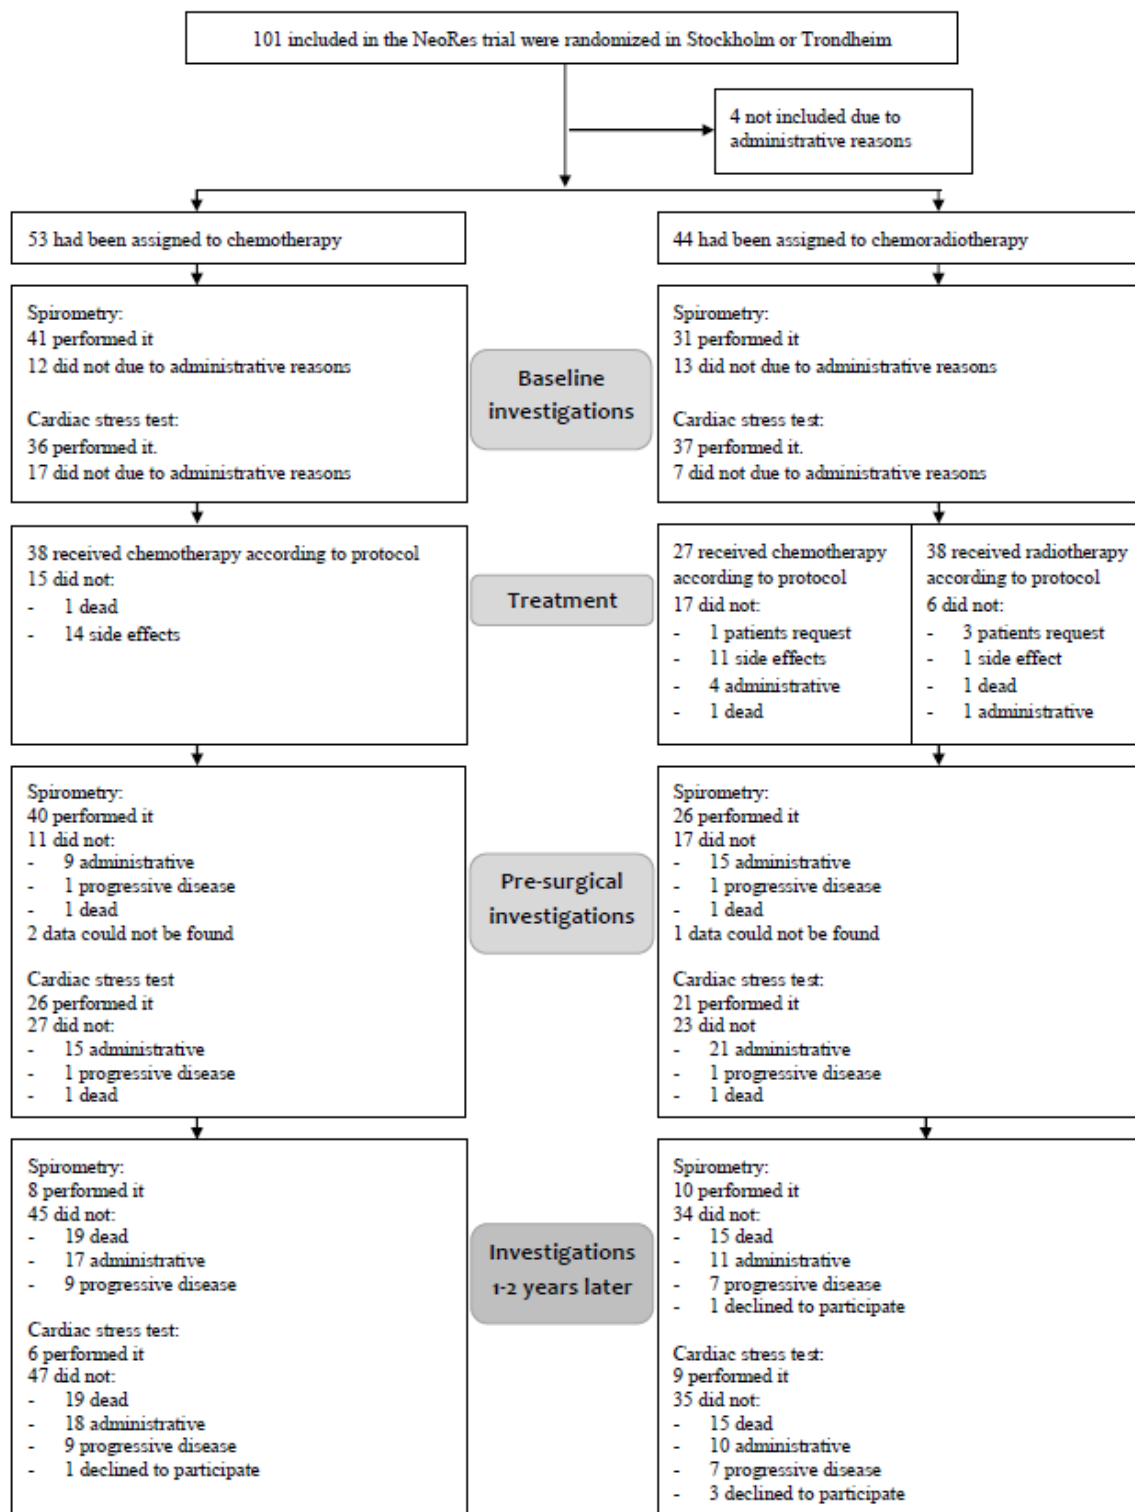 101 included in the NeoRes trial were randomized in Stockholm or Trondheim
4 not included due to
administrative reasons
53 had been assigned to chemotherapy
44 had been assigned to chemoradiotherapy
Spirometry:
41 performed it
12 did not due to administrative reasons
Cardiac stress test:
36 performed it.
17 did not due to administrative reasons
Baseline
investigations
Spirometry:
31 performed it
13 did not due to administrative reasons
Cardiac stress test:
37 performed it.
7 did not due to administrative reasons
38 received chemotherapy according to protocol
15 did not:
- 1 dead
- 14 side effects
Treatment
27 received chemotherapy
according to protocol
17 did not:
- 1 patients request
- 11 side effects
- 4 administrative
- 1 dead
38 received radiotherapy
according to protocol
6 did not:
- 3 patients request
- 1 side effect
- 1 dead
- 1 administrative
Spirometry:
40 performed it
11 did not:
- 9 administrative
- 1 progressive disease
- 1 dead
2 data could not be found
Cardiac stress test
26 performed it
27 did not:
- 15 administrative
- 1 progressive disease
- 1 dead
Pre-surgical
investigations
Spirometry:
26 performed it
17 did not
- 15 administrative
- 1 progressive disease
- 1 dead
1 data could not be found
Cardiac stress test:
21 performed it
23 did not
- 21 administrative
- 1 progressive disease
- 1 dead
Spirometry:
8 performed it
45 did not:
- 19 dead
- 17 administrative
- 9 progressive disease
Cardiac stress test:
6 performed it
47 did not:
- 19 dead
- 18 administrative
- 9 progressive disease
- 1 declined to participate
Investigations
1-2 years later
Spirometry:
10 performed it
34 did not:
- 15 dead
- 11 administrative
- 7 progressive disease
- 1 declined to participate
Cardiac stress test:
9 performed it
35 did not:
- 15 dead
- 10 administrative
- 7 progressive disease
- 3 declined to participate